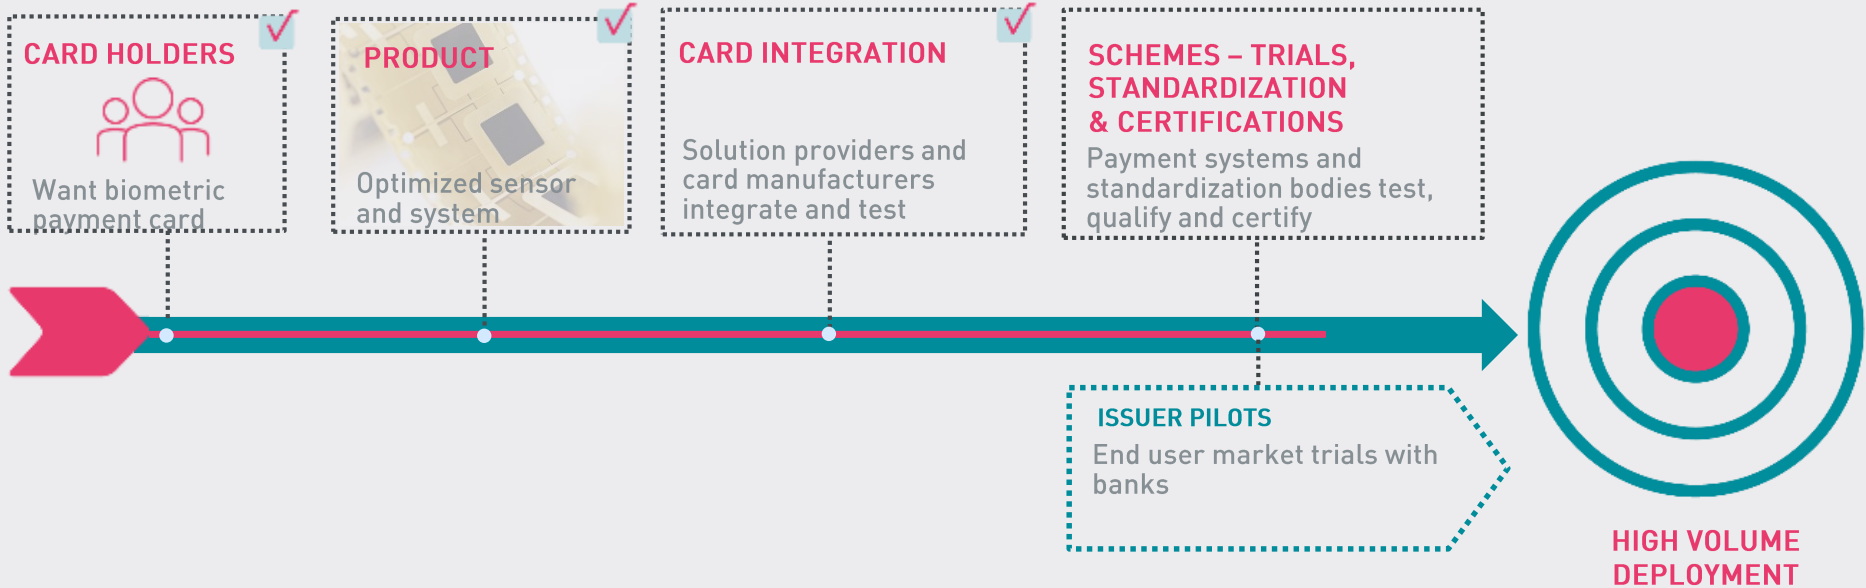 CARD HOLDERS
Want biometric
payment card
PRODUCT
Optimized sensor
and system
CARD INTEGRATION
Solution providers and
card manufacturers
integrate and test
SCHEMES – TRIALS,
STANDARDIZATION
& CERTIFICATIONS
Payment systems and
standardization bodies test,
qualify and certify
ISSUER PILOTS
End user market trials with
banks
HIGH VOLUME
DEPLOYMENT